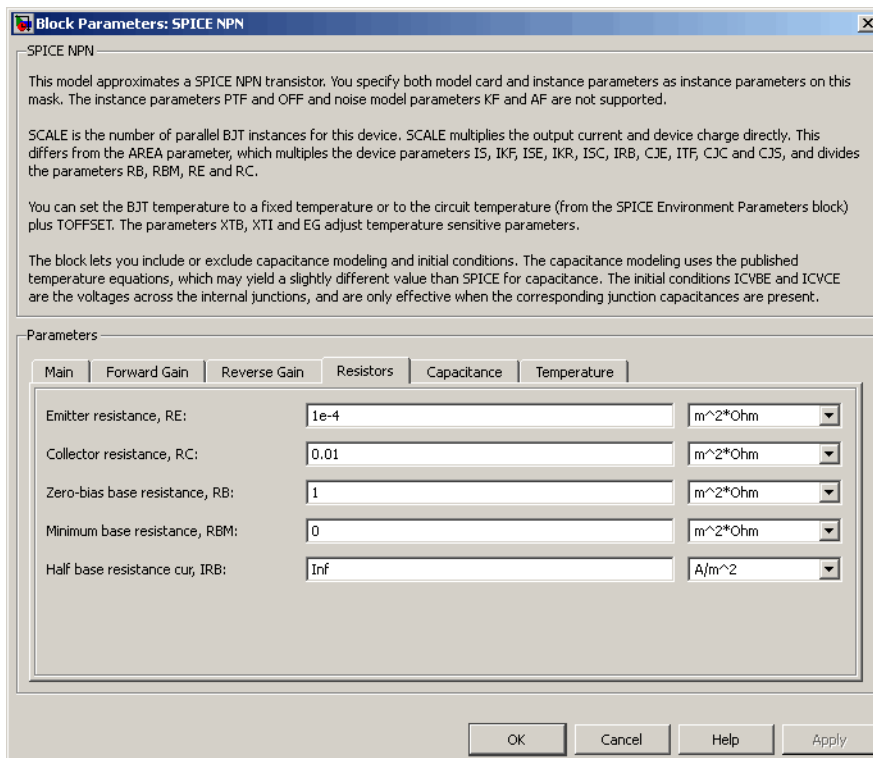 Block Parameters: SPICE NPN
SPICE NPN
This model approximates a SPICE NPN transistor. You specify both model card and instance parameters as instance parameters on this
mask. The instance parameters PTF and OFF and noise model parameters KF and AF are not supported.
SCALE is the number of parallel BJT instances for this device. SCALE multiplies the output current and device charge directly. This
differs from the AREA parameter, which multiples the device parameters IS, IKF, ISE, IKR, ISC, IRB, CJE, ITF, CJC and CJS, and divides
the parameters RB, RBM, RE and RC.
You can set the BJT temperature to a fixed temperature or to the circuit temperature (from the SPICE Environment Parameters block)
plus TOFFSET. The parameters XTB, XTI and EG adjust temperature sensitive parameters.
The block lets you include or exclude capacitance modeling and initial conditions. The capacitance modeling uses the published
temperature equations, which may yield a slightly different value than SPICE for capacitance. The initial conditions ICVBE and ICVCE
are the voltages across the internal junctions, and are only effective when the corresponding junction capacitances are present.
Parameters
Main Forward Gain Reverse Gain Resistors Capacitance Temperature
Emitter resistance, RE: 1e-4 m^2*Ohm
Collector resistance, RC: 0.01 m^2*Ohm
Zero-bias base resistance, RB: 1 m^2*Ohm
Minimum base resistance, RBM: 0 m^2*Ohm
Half base resistance cur, IRB: Inf A/m^2
OK Cancel Help Apply